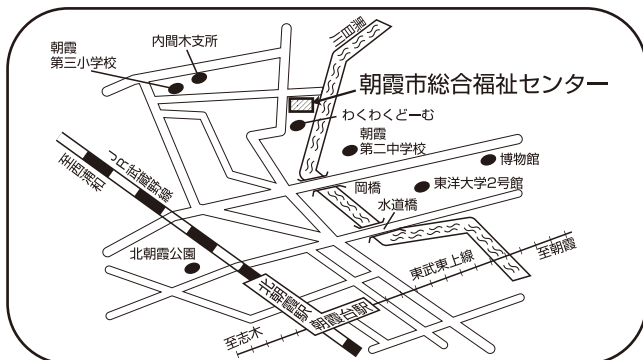 朝霞
第三小学校
内間木支所
黒目川
朝霞市総合福祉センター
わくわくどーむ
朝霞
第二中学校
博物館
岡橋
東洋大学2号館
水道橋
JR武蔵野線
至西浦和
北朝霞公園
北朝霞駅
朝霞台駅
東武東上線
至朝霞
至志木